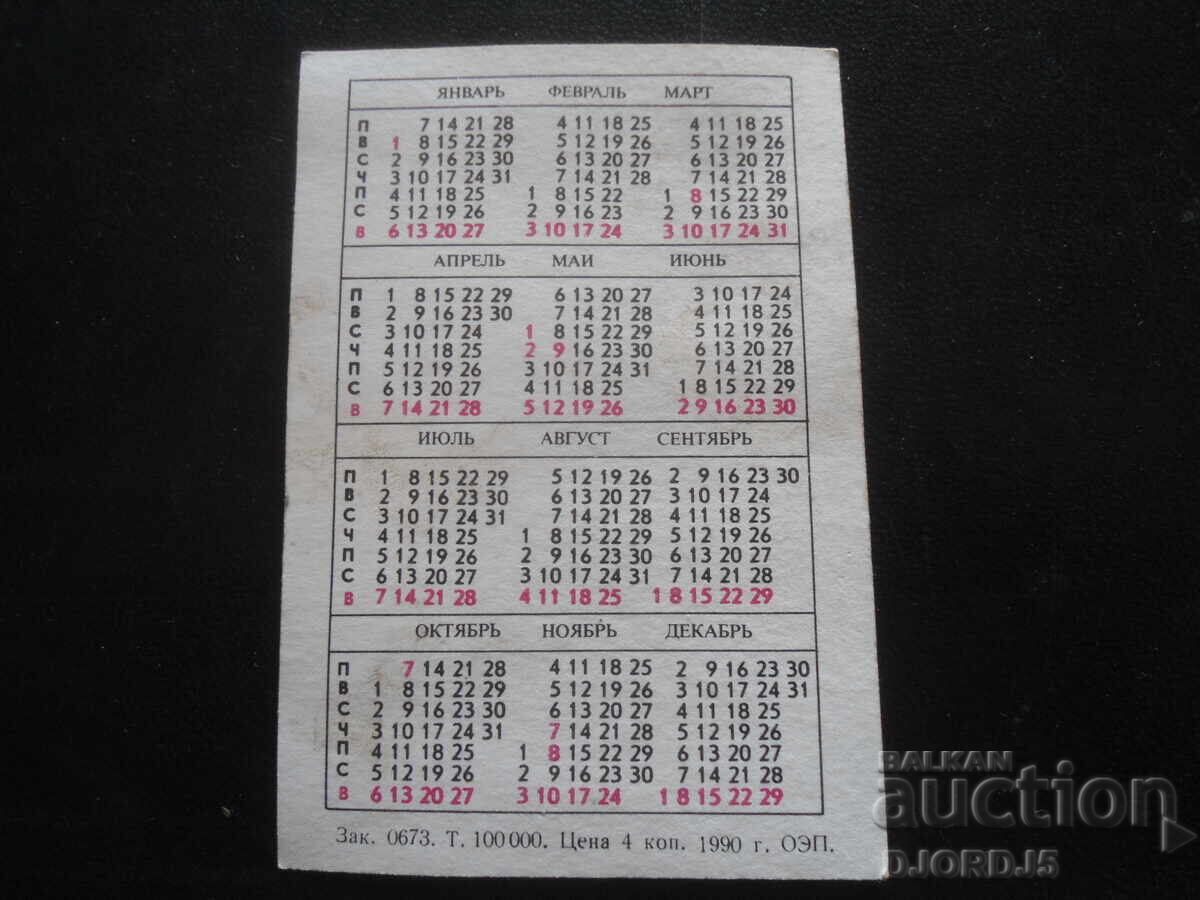 ЯНВАРЬ ФЕВРАЛЬ МАРТ
П 7 14 21 28 4 11 18 25 4 11 18 25
В 1 8 15 22 29 5 12 19 26 5 12 19 26
С 2 9 16 23 30 6 13 20 27 6 13 20 27
Ч 3 10 17 24 31 7 14 21 28 7 14 21 28
П 4 11 18 25 1 8 15 22 1 8 15 22 29
С 5 12 19 26 2 9 16 23 2 9 16 23 30
В 6 13 20 27 3 10 17 24 3 10 17 24 31
АПРЕЛЬ МАИ ИЮНЬ
П 1 8 15 22 29 6 13 20 27 3 10 17 24
В 2 9 16 23 30 7 14 21 28 4 11 18 25
С 3 10 17 24 1 8 15 22 29 5 12 19 26
Ч 4 11 18 25 2 9 16 23 30 6 13 20 27
П 5 12 19 26 3 10 17 24 31 7 14 21 28
С 6 13 20 27 4 11 18 25 1 8 15 22 29
В 7 14 21 28 5 12 19 26 2 9 16 23 30
ИЮЛЬ АВГУСТ СЕНТЯБРЬ
П 1 8 15 22 29 5 12 19 26 2 9 16 23 30
В 2 9 16 23 30 6 13 20 27 3 10 17 24
С 3 10 17 24 31 7 14 21 28 4 11 18 25
Ч 4 11 18 25 1 8 15 22 29 5 12 19 26
П 5 12 19 26 2 9 16 23 30 6 13 20 27
С 6 13 20 27 3 10 17 24 31 7 14 21 28
В 7 14 21 28 4 11 18 25 1 8 15 22 29
ОКТЯБРЬ НОЯБРЬ ДЕКАБРЬ
П 7 14 21 28 4 11 18 25 2 9 16 23 30
В 1 8 15 22 29 5 12 19 26 3 10 17 24 31
С 2 9 16 23 30 6 13 20 27 4 11 18 25
Ч 3 10 17 24 31 7 14 21 28 5 12 19 26
П 4 11 18 25 1 8 15 22 29 6 13 20 27
С 5 12 19 26 2 9 16 23 30 7 14 21 28
В 6 13 20 27 3 10 17 24 1 8 15 22 29
Зак. 0673. Т. 100 000. Цена 4 коп. 1990 г. ОЭП.
BALKAN
auction
DJORDJ5